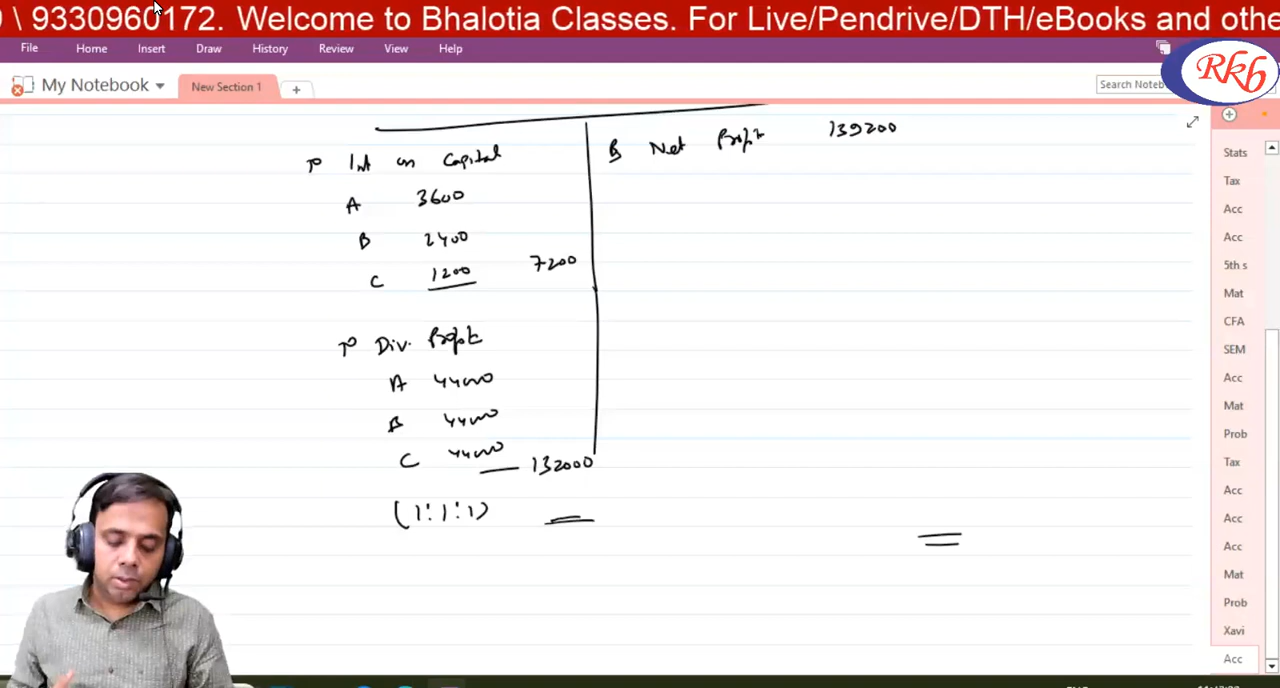 ) \ 9330960172. Welcome to Bhalotia Classes. For Live/Pendrive/DTH/eBooks and othe
File Home Insert Draw History Review View Help
Rkb
My Notebook New Section 1 + Search Noteb
To Int on Capital
By Net Profit 139200
A 3600
B 2400
C 1200 7200
To Div. Profit
A 44000
B 44000
C 44000 132000
(1:1:1)
Stats
Tax
Acc
Acc
5th s
Mat
CFA
SEM
Acc
Mat
Prob
Tax
Acc
Acc
Acc
Mat
Prob
Xavi
Acc